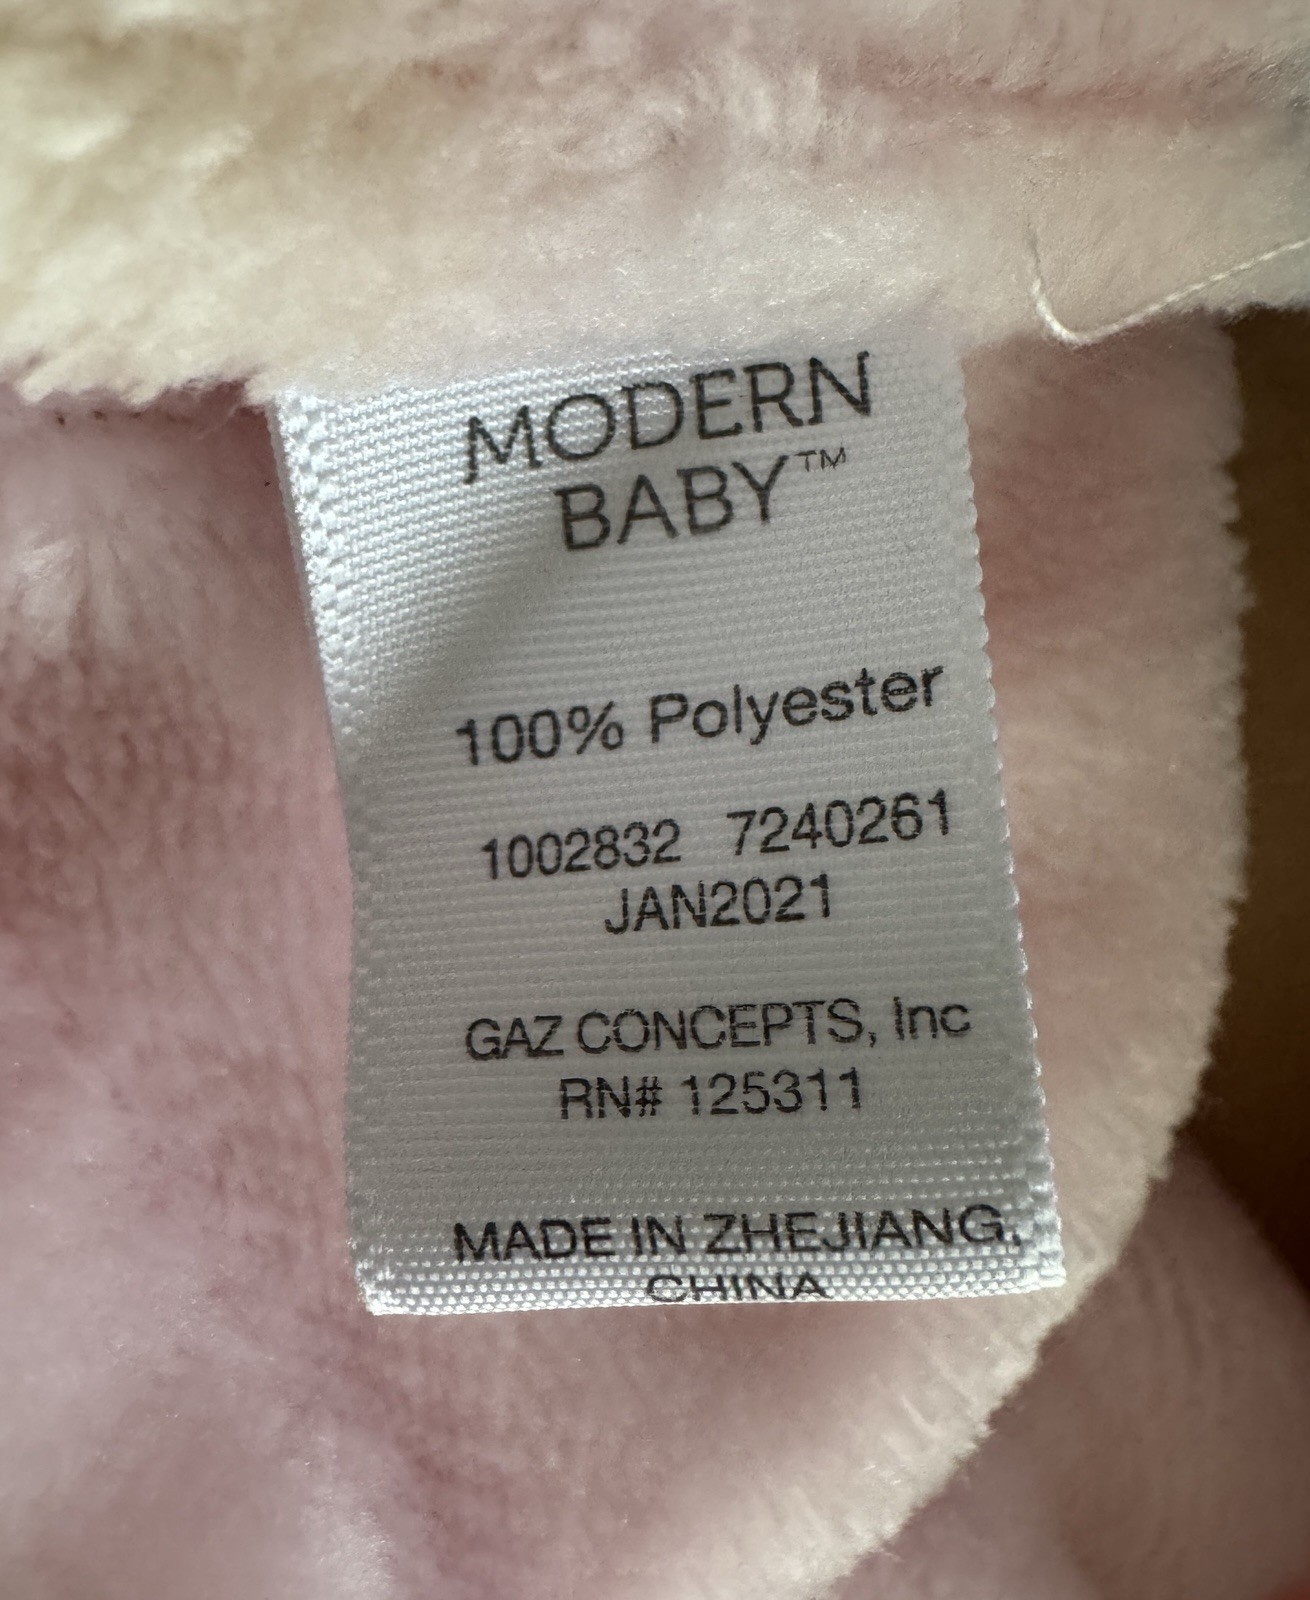 MODERN
BABY™
100% Polyester
1002832 7240261
JAN2021
GAZ CONCEPTS, Inc
RN# 125311
MADE IN ZHEJIANG,
CHINA